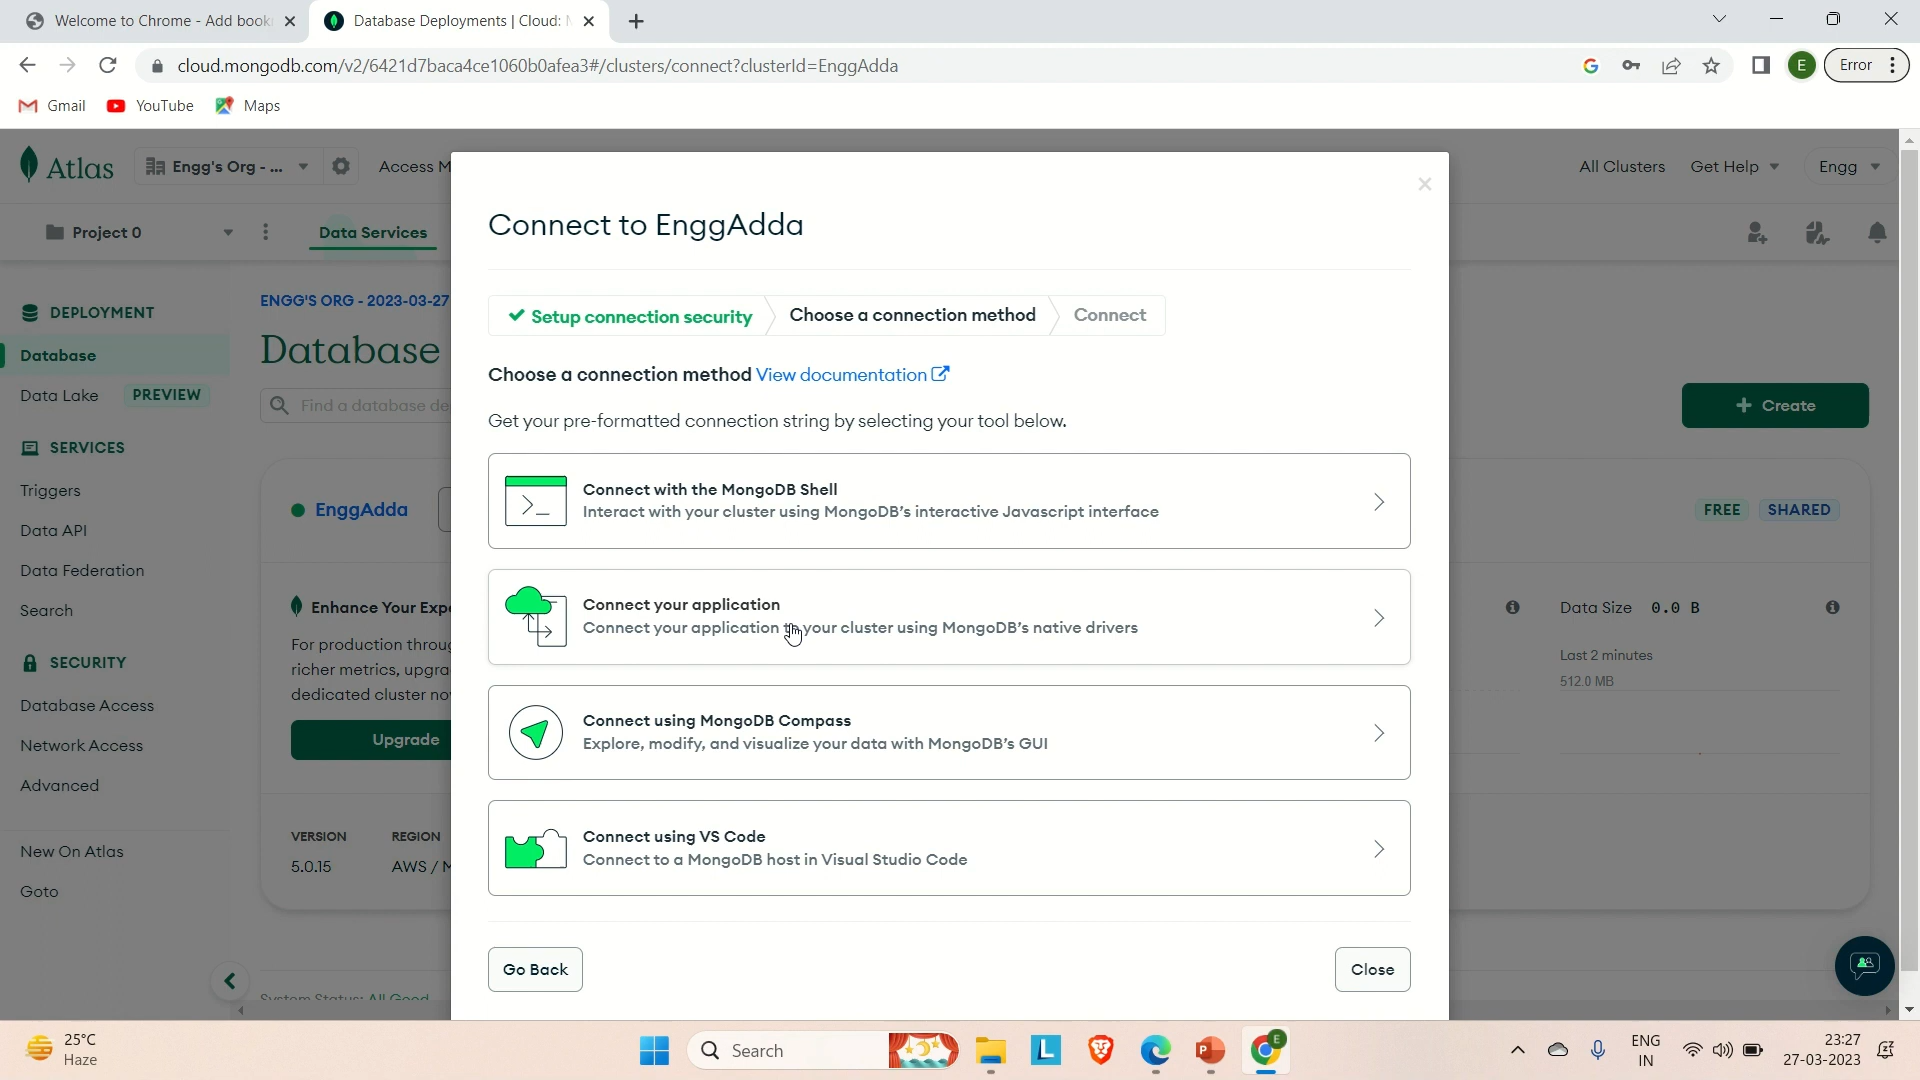 Welcome to Chrome - Add book
Database Deployments | Cloud:
cloud.mongodb.com/v2/6421d7baca4ce1060b0afea3#/clusters/connect?clusterId=EnggAdda
E
Error
Gmail YouTube Maps
Atlas
Engg's Org - ...
Access M
All Clusters Get Help Engg
Project 0
Data Services
DEPLOYMENT
Database
Data Lake PREVIEW
SERVICES
Triggers
Data API
Data Federation
Search
SECURITY
Database Access
Network Access
Advanced
New On Atlas
Goto
ENGG'S ORG - 2023-03-27
Database
Find a database de
+ Create
EnggAdda
FREE SHARED
Enhance Your Expe
For production throug
richer metrics, upgra
dedicated cluster no
Upgrade
VERSION REGION
5.0.15 AWS / M
Data Size 0.0 B
Last 2 minutes
512.0 MB
System Status: All Good
Connect to EnggAdda
Setup connection security Choose a connection method Connect
Choose a connection method View documentation
Get your pre-formatted connection string by selecting your tool below.
Connect with the MongoDB Shell
Interact with your cluster using MongoDB's interactive Javascript interface
Connect your application
Connect your application to your cluster using MongoDB's native drivers
Connect using MongoDB Compass
Explore, modify, and visualize your data with MongoDB's GUI
Connect using VS Code
Connect to a MongoDB host in Visual Studio Code
Go Back Close
25°C
Haze
Search
ENG
IN
23:27
27-03-2023